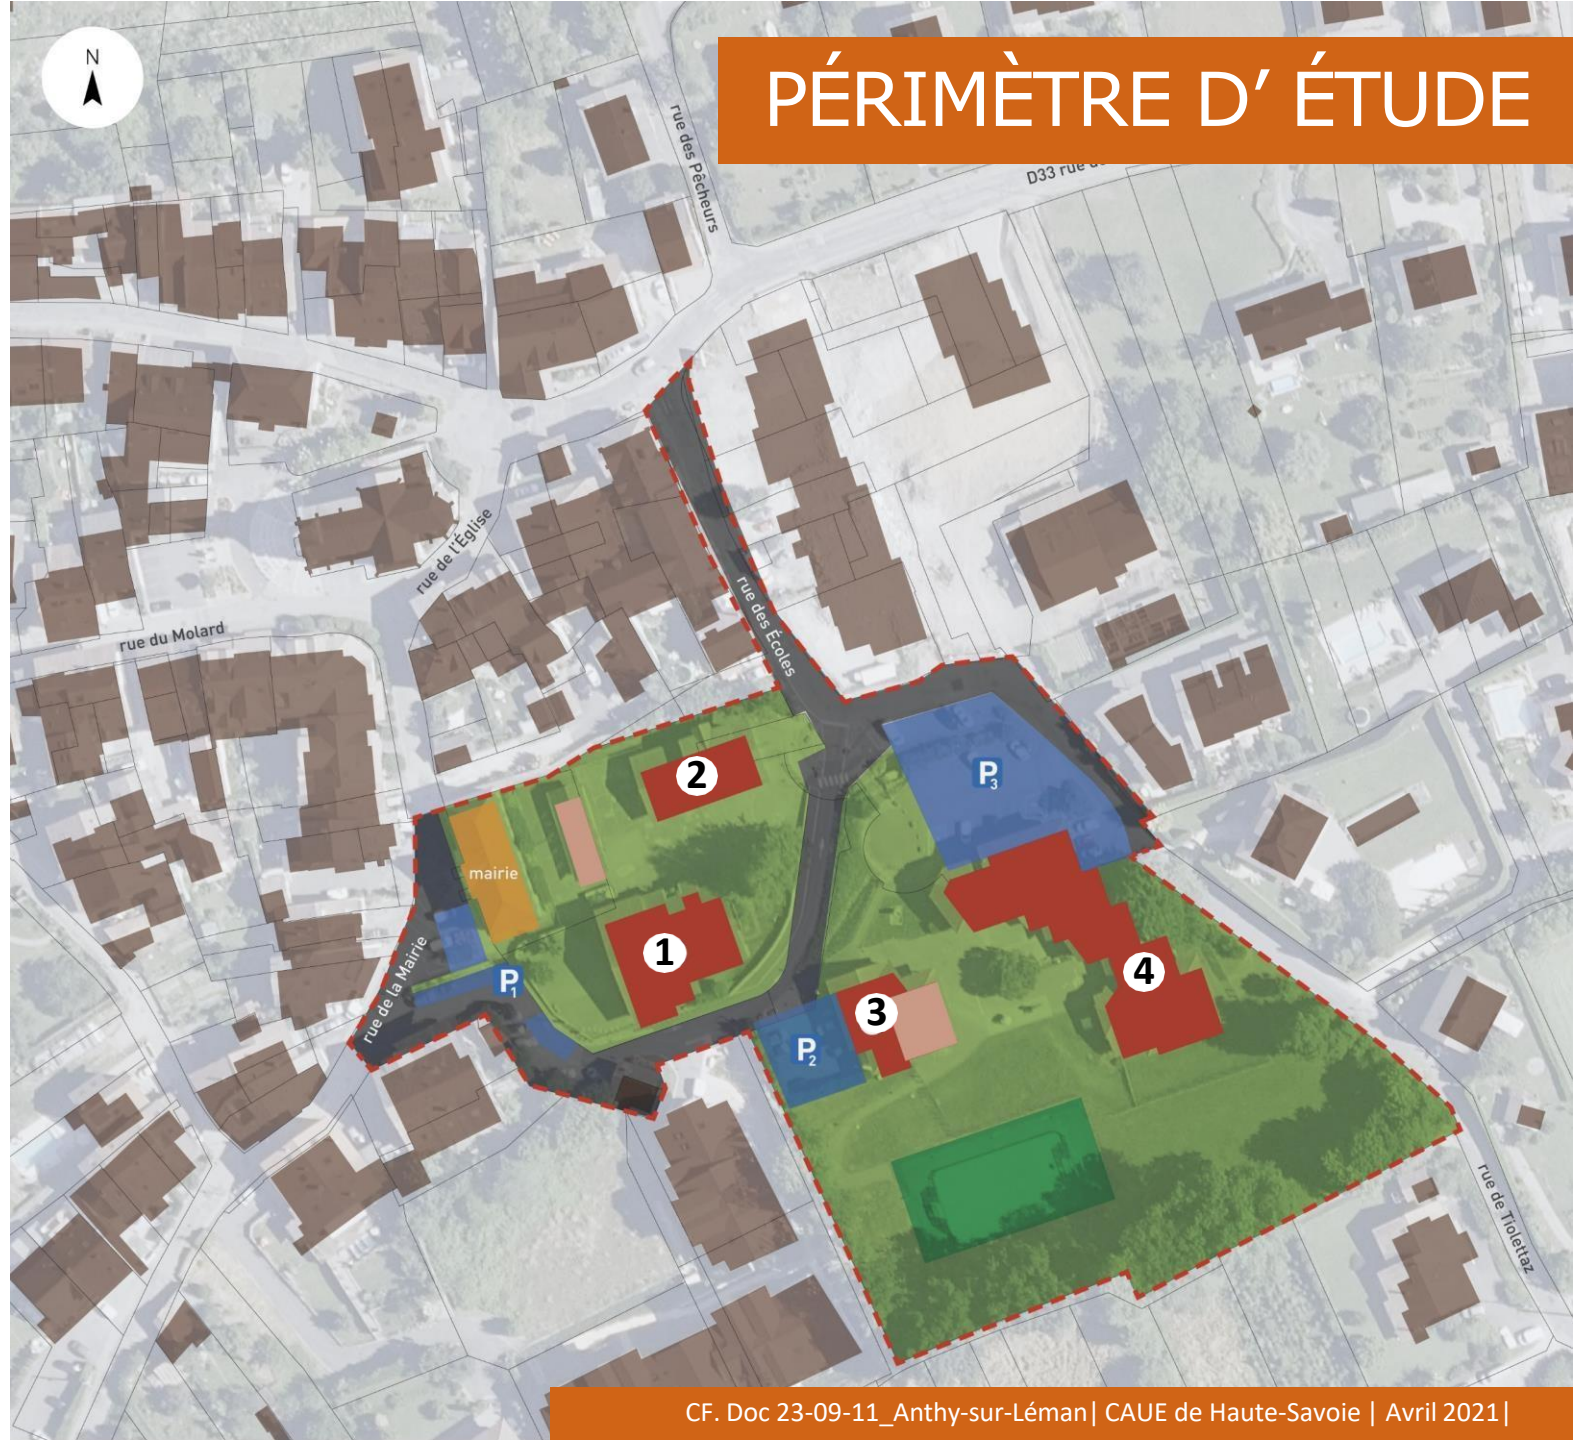 N
PÉRIMÈTRE D’ ÉTUDE
rue des Pêcheurs
D33 rue d
rue de l'Église
rue du Molard
rue des Écoles
2
P3
mairie
1
4
rue de la Mairie
P1
3
P2
rue de Tiolettaz
CF. Doc 23-09-11_Anthy-sur-Léman| CAUE de Haute-Savoie | Avril 2021|